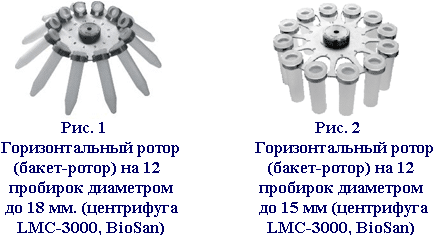 Рис. 1
Горизонтальный ротор
(бакет-ротор) на 12
пробирок диаметром
до 18 мм. (центрифуга
LMC-3000, BioSan)
Рис. 2
Горизонтальный ротор
(бакет-ротор) на 12
пробирок диаметром
до 15 мм (центрифуга
LMC-3000, BioSan)